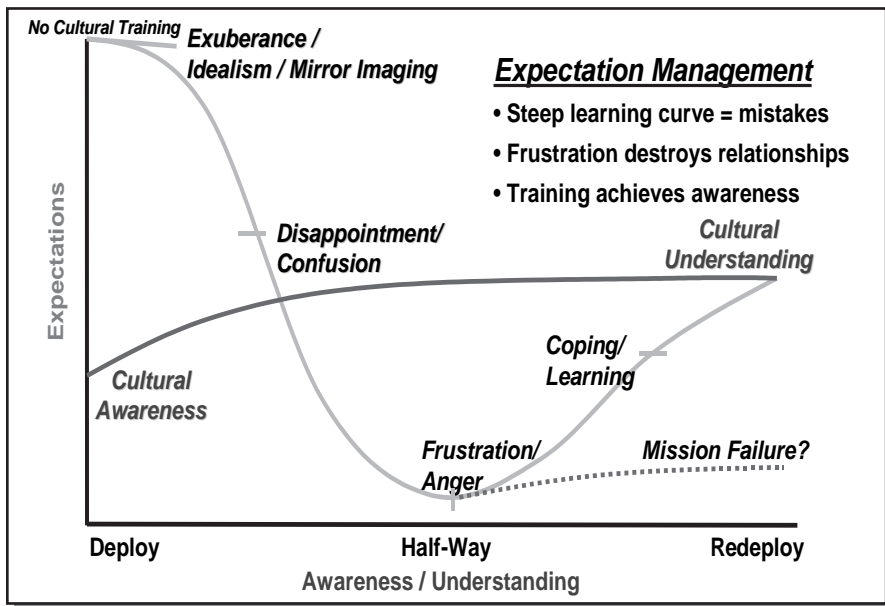 No Cultural Training
Exuberance /
Idealism / Mirror Imaging
Expectation Management
• Steep learning curve = mistakes
• Frustration destroys relationships
• Training achieves awareness
Expectations
Disappointment/
Confusion
Cultural
Understanding
Cultural
Awareness
Coping/
Learning
Frustration/
Anger
Mission Failure?
Deploy
Half-Way
Redeploy
Awareness / Understanding